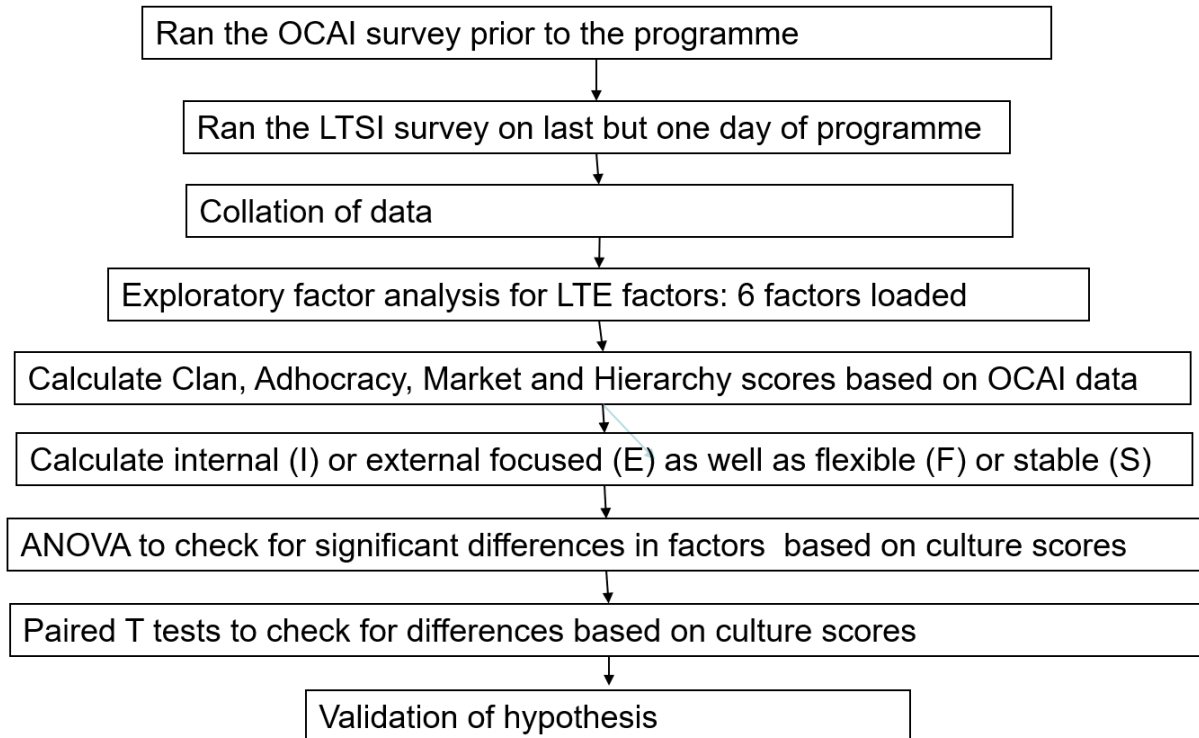 Ran the OCAI survey prior to the programme
Ran the LTSI survey on last but one day of programme
Collation of data
Exploratory factor analysis for LTE factors: 6 factors loaded
Calculate Clan, Adhocracy, Market and Hierarchy scores based on OCAI data
Calculate internal (I) or external focused (E) as well as flexible (F) or stable (S)
ANOVA to check for significant differences in factors based on culture scores
Paired T tests to check for differences based on culture scores
Validation of hypothesis